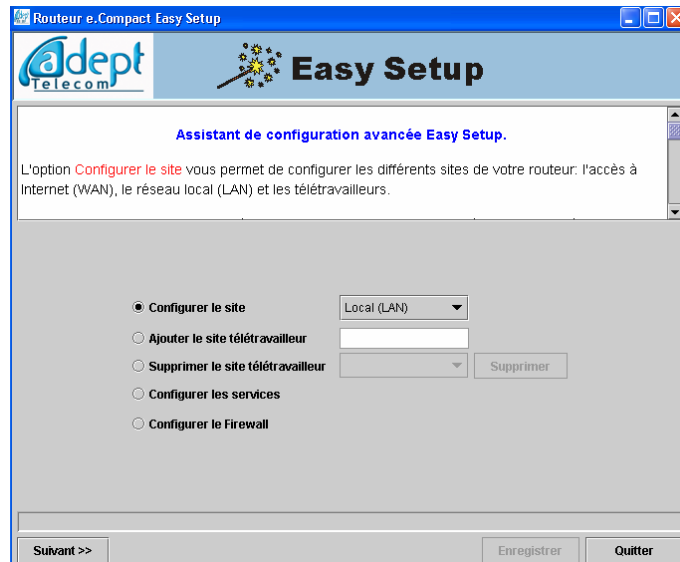 Routeur e.Compact Easy Setup
adept
Telecom
Easy Setup
Assistant de configuration avancée Easy Setup.
L'option Configurer le site vous permet de configurer les différents sites de votre routeur: l'accès à
Internet (WAN), le réseau local (LAN) et les télétravailleurs.
Configurer le site
Local (LAN)
Ajouter le site télétravailleur
Supprimer le site télétravailleur
Supprimer
Configurer les services
Configurer le Firewall
Suivant >>
Enregistrer
Quitter